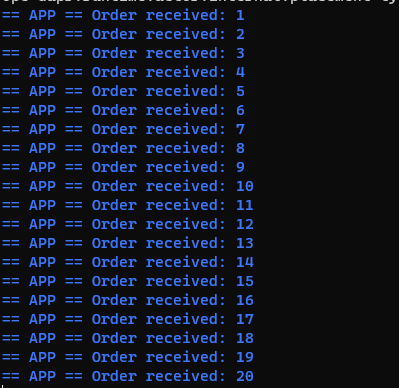 == APP == Order received: 1
== APP == Order received: 2
== APP == Order received: 3
== APP == Order received: 4
== APP == Order received: 5
== APP == Order received: 6
== APP == Order received: 7
== APP == Order received: 8
== APP == Order received: 9
== APP == Order received: 10
== APP == Order received: 11
== APP == Order received: 12
== APP == Order received: 13
== APP == Order received: 14
== APP == Order received: 15
== APP == Order received: 16
== APP == Order received: 17
== APP == Order received: 18
== APP == Order received: 19
== APP == Order received: 20